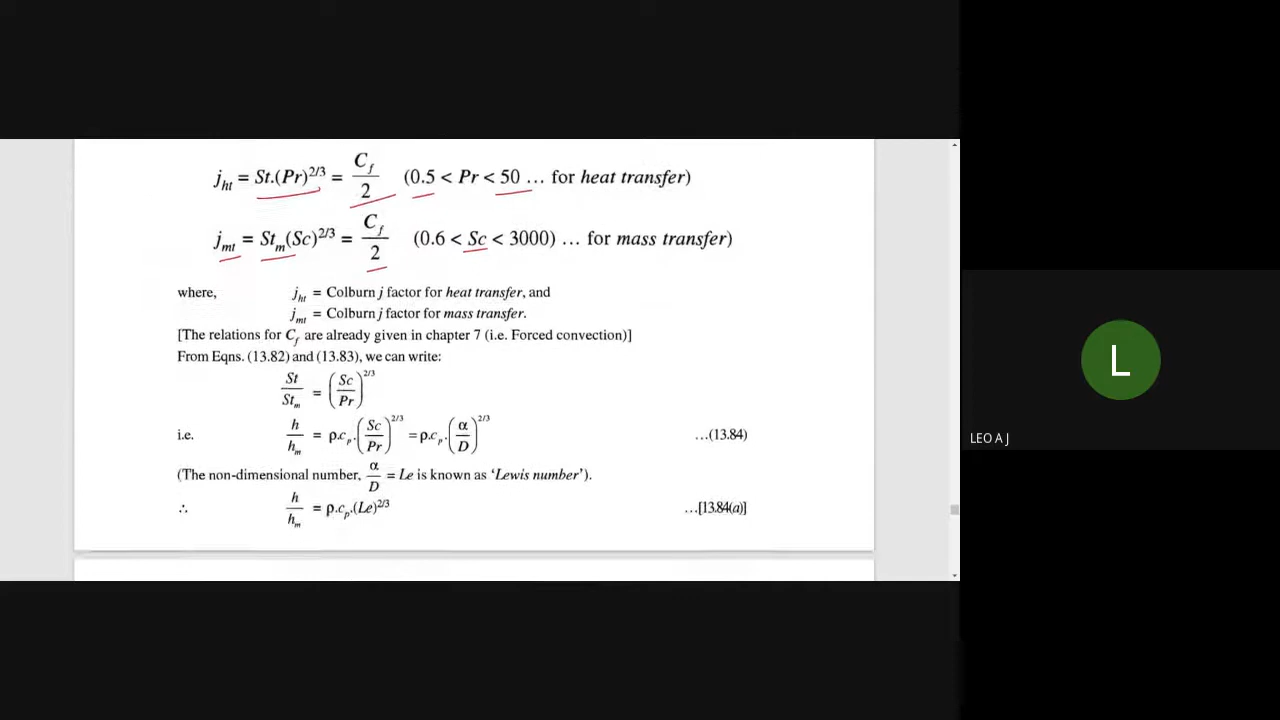 j_ht = St.(Pr)^2/3 = C_f/2 (0.5 < Pr < 50 ... for heat transfer)
j_mt = St_m(Sc)^2/3 = C_f/2 (0.6 < Sc < 3000) ... for mass transfer)
where, j_ht = Colburn j factor for heat transfer, and
j_mt = Colburn j factor for mass transfer.
[The relations for C_f are already given in chapter 7 (i.e. Forced convection)]
From Eqns. (13.82) and (13.83), we can write:
St/St_m = (Sc/Pr)^2/3
i.e. h/h_m = ρ.c_p.(Sc/Pr)^2/3 = ρ.c_p.(α/D)^2/3 ...(13.84)
(The non-dimensional number, α/D = Le is known as ‘Lewis number’).
∴ h/h_m = ρ.c_p.(Le)^2/3 ...[13.84(a)]
L
LEO A J